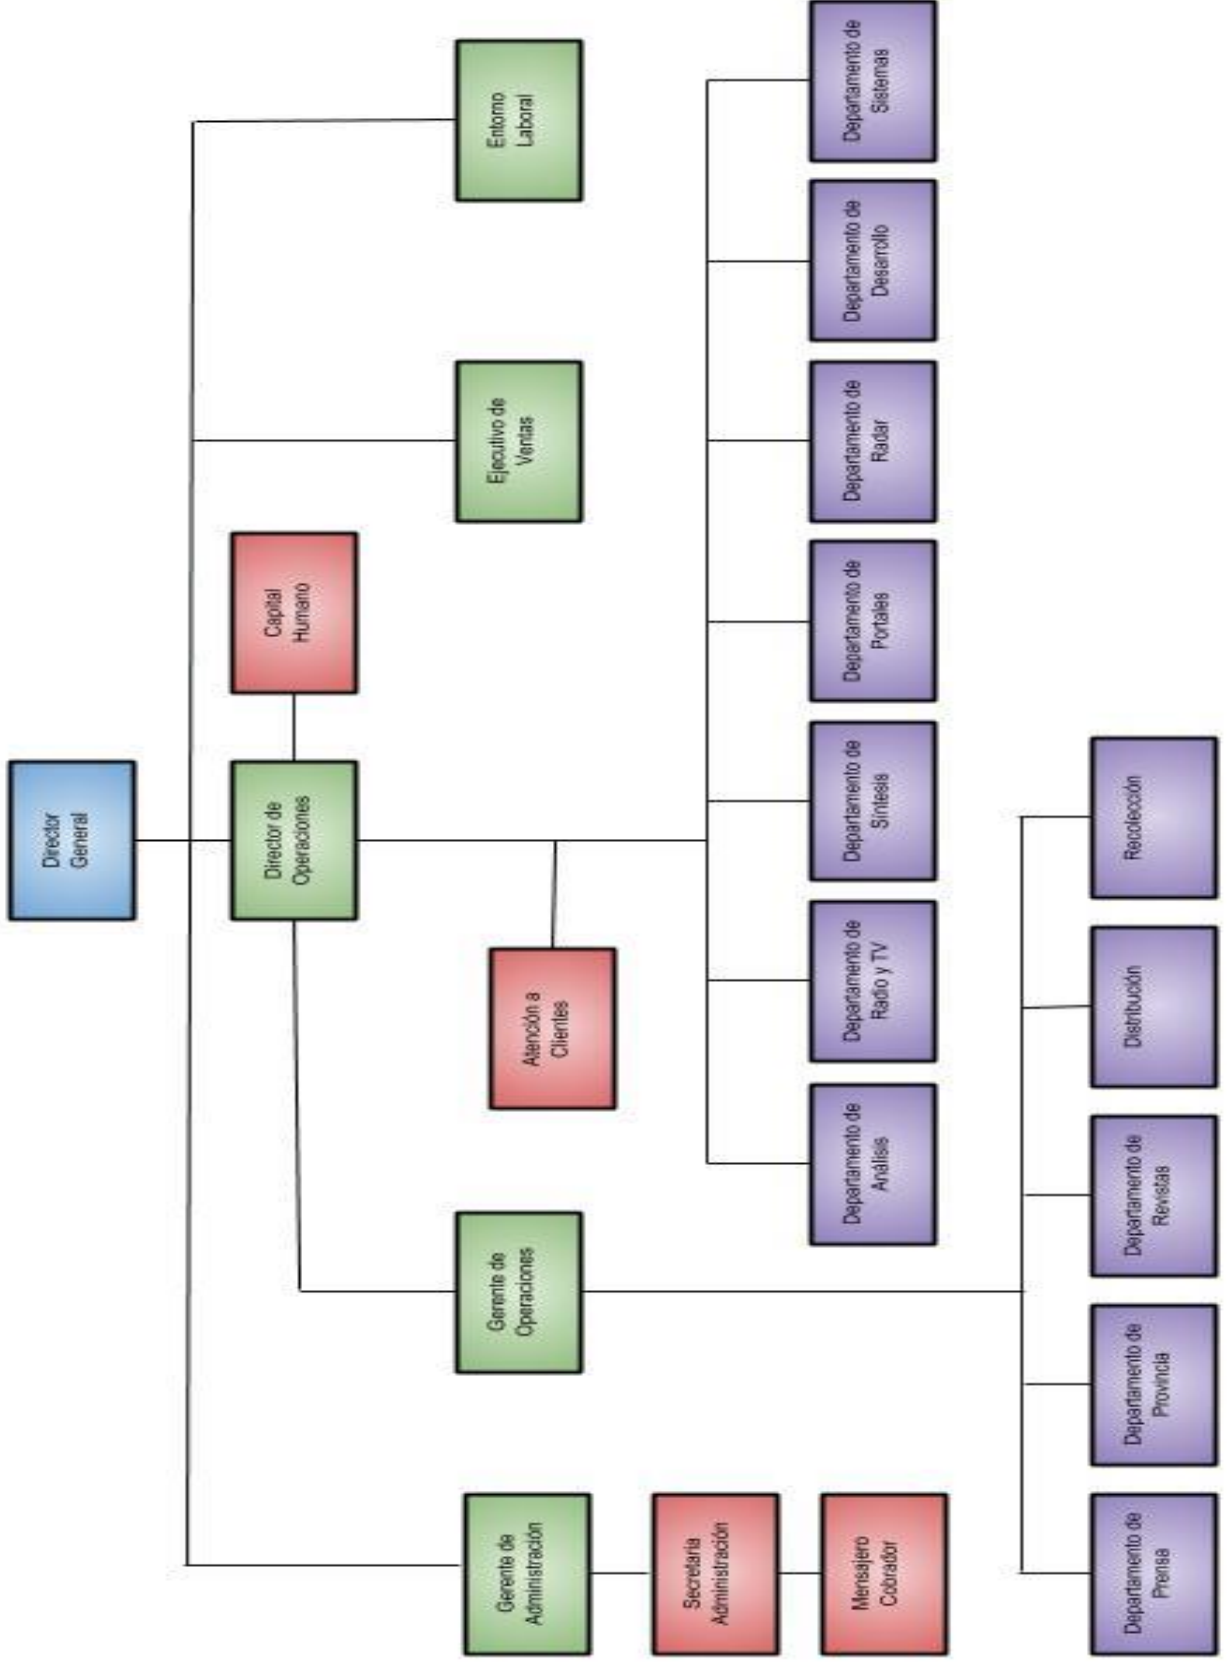 Director
General
Director de
Operaciones
Capital
Humano
Gerente de
Administración
Gerente de
Operaciones
Ejecutivo de
Ventas
Entorno
Laboral
Atención a
Clientes
Secretaria
Administración
Mensajero
Cobrador
Departamento de
Análisis
Departamento de
Radio y TV
Departamento de
Síntesis
Departamento de
Portales
Departamento de
Radar
Departamento de
Desarrollo
Departamento de
Sistemas
Departamento de
Prensa
Departamento de
Provincia
Departamento de
Revistas
Distribución
Recolección